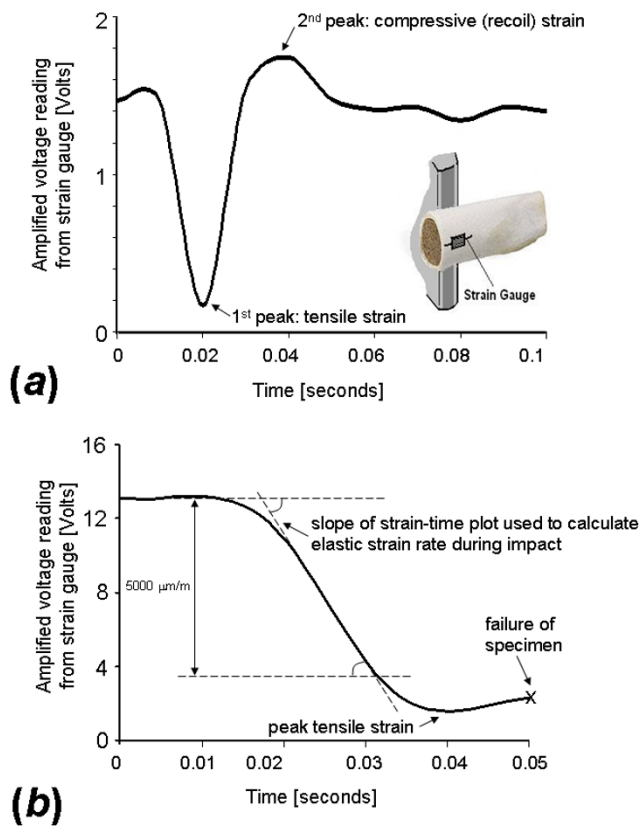 2
1
0
Amplified voltage reading
from strain gauge [Volts]
2nd peak: compressive (recoil) strain
1st peak: tensile strain
Strain Gauge
0 0.02 0.04 0.06 0.08 0.1
Time [seconds]
(a)
16
12
8
4
0
Amplified voltage reading
from strain gauge [Volts]
slope of strain-time plot used to calculate
elastic strain rate during impact
5000 μm/m
failure of
specimen
X
peak tensile strain
0 0.01 0.02 0.03 0.04 0.05
Time [seconds]
(b)